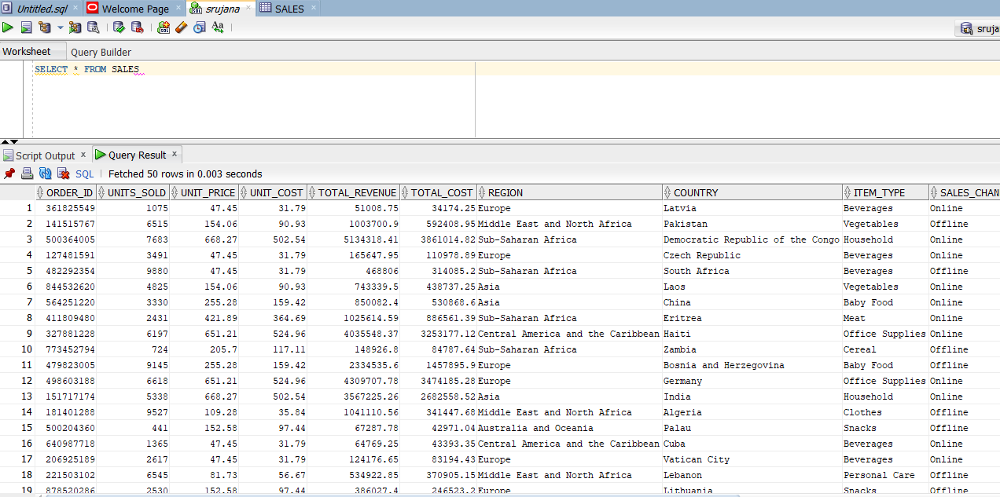 Untitled.sql Welcome Page srujana SALES
sruja
Worksheet Query Builder
SELECT * FROM SALES
Script Output x Query Result x
SQL Fetched 50 rows in 0.003 seconds
ORDER_ID UNITS_SOLD UNIT_PRICE UNIT_COST TOTAL_REVENUE TOTAL_COST REGION COUNTRY ITEM_TYPE SALES_CHAN
1 361825549 1075 47.45 31.79 51008.75 34174.25 Europe Latvia Beverages Online
2 141515767 6515 154.06 90.93 1003700.9 592408.95 Middle East and North Africa Pakistan Vegetables Offline
3 500364005 7683 668.27 502.54 5134318.41 3861014.82 Sub-Saharan Africa Democratic Republic of the Congo Household Online
4 127481591 3491 47.45 31.79 165647.95 110978.89 Europe Czech Republic Beverages Online
5 482292354 9880 47.45 31.79 468806 314085.2 Sub-Saharan Africa South Africa Beverages Offline
6 844532620 4825 154.06 90.93 743339.5 438737.25 Asia Laos Vegetables Online
7 564251220 3330 255.28 159.42 850082.4 530868.6 Asia China Baby Food Online
8 411809480 2431 421.89 364.69 1025614.59 886561.39 Sub-Saharan Africa Eritrea Meat Online
9 327881228 6197 651.21 524.96 4035548.37 3253177.12 Central America and the Caribbean Haiti Office Supplies Online
10 773452794 724 205.7 117.11 148926.8 84787.64 Sub-Saharan Africa Zambia Cereal Offline
11 479823005 9145 255.28 159.42 2334535.6 1457895.9 Europe Bosnia and Herzegovina Baby Food Offline
12 498603188 6618 651.21 524.96 4309707.78 3474185.28 Europe Germany Office Supplies Online
13 151717174 5338 668.27 502.54 3567225.26 2682558.52 Asia India Household Online
14 181401288 9527 109.28 35.84 1041110.56 341447.68 Middle East and North Africa Algeria Clothes Offline
15 500204360 441 152.58 97.44 67287.78 42971.04 Australia and Oceania Palau Snacks Offline
16 640987718 1365 47.45 31.79 64769.25 43393.35 Central America and the Caribbean Cuba Beverages Online
17 206925189 2617 47.45 31.79 124176.65 83194.43 Europe Vatican City Beverages Online
18 221503102 6545 81.73 56.67 534922.85 370905.15 Middle East and North Africa Lebanon Personal Care Offline
19 878520286 2530 152.58 97.44 386027.4 246523.2 Europe Lithuania Snacks Offline